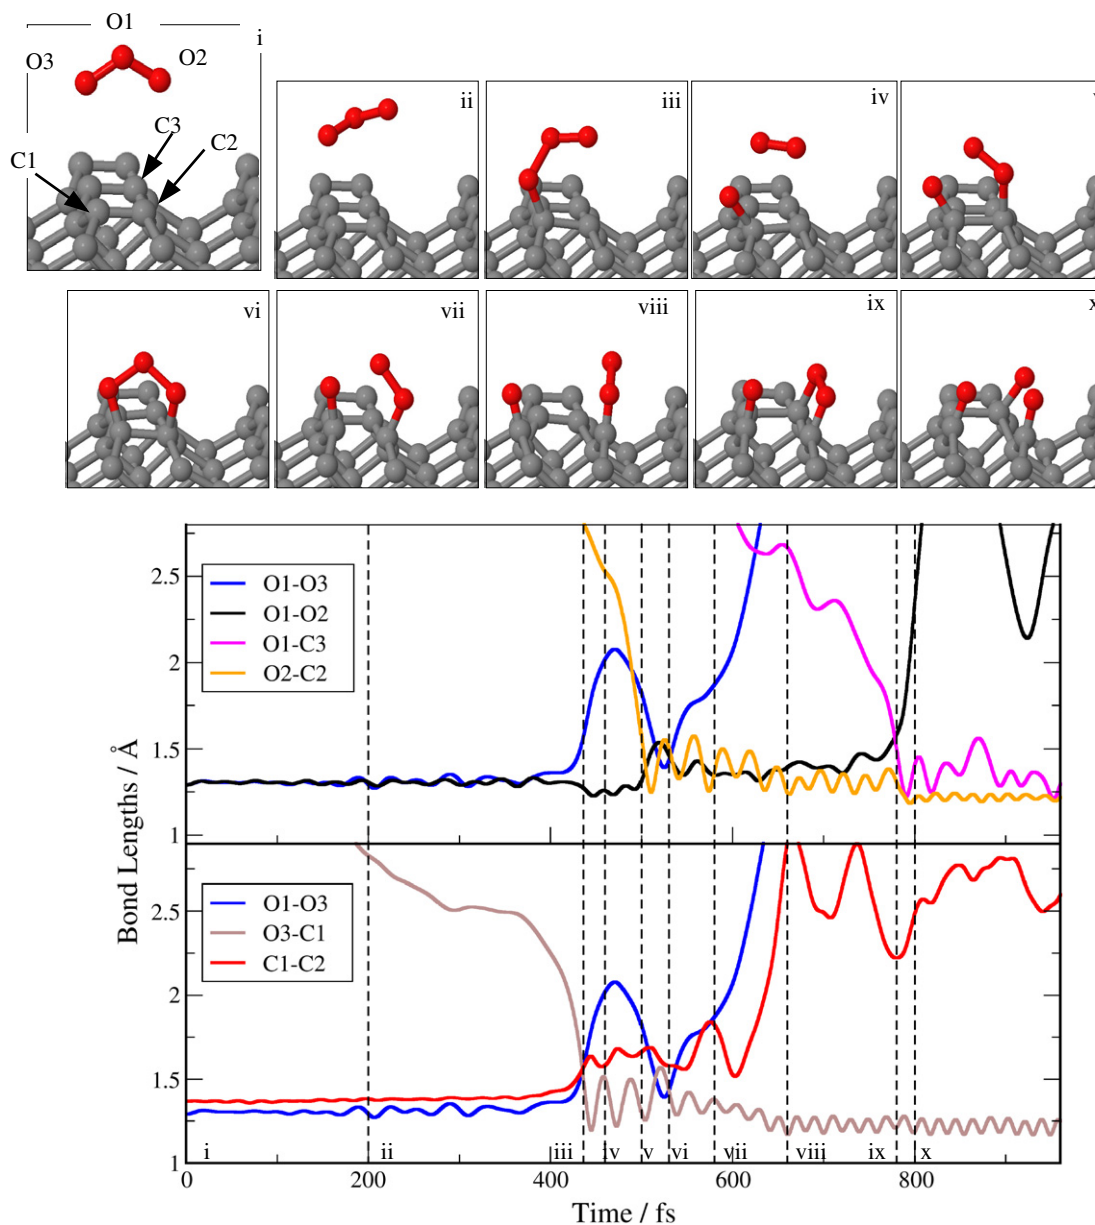 O1
i
O3
O2
C3
C2
C1
ii
iii
iv
v
vi
vii
viii
ix
x
Bond Lengths / Å
2.5
2
1.5
1
O1-O3
O1-O2
O1-C3
O2-C2
2.5
2
1.5
1
O1-O3
O3-C1
C1-C2
i
ii
iii
iv
v
vi
vii
viii
ix
x
0
200
400
600
800
Time / fs